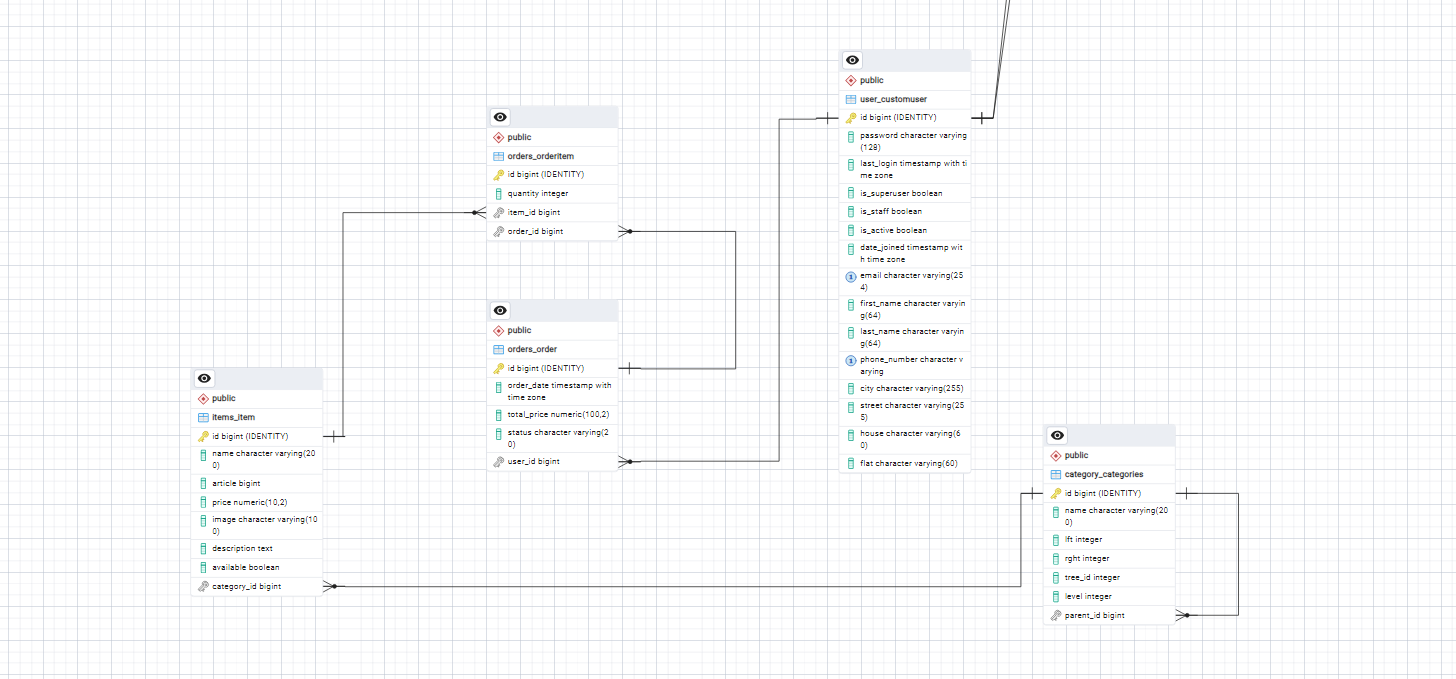 public
user_customuser
id bigint (IDENTITY)
password character varying
(128)
last_login timestamp with ti
me zone
is_superuser boolean
is_staff boolean
is_active boolean
date_joined timestamp wit
h time zone
1
email character varying(25
4)
first_name character varyin
g(64)
last_name character varyin
g(64)
1
phone_number character v
arying
city character varying(255)
street character varying(25
5)
house character varying(6
0)
flat character varying(60)
public
orders_orderitem
id bigint (IDENTITY)
quantity integer
item_id bigint
order_id bigint
public
orders_order
id bigint (IDENTITY)
order_date timestamp with
time zone
total_price numeric(100,2)
status character varying(2
0)
user_id bigint
public
items_item
id bigint (IDENTITY)
name character varying(20
0)
article bigint
price numeric(10,2)
image character varying(10
0)
description text
available boolean
category_id bigint
public
category_categories
id bigint (IDENTITY)
name character varying(20
0)
lft integer
rght integer
tree_id integer
level integer
parent_id bigint